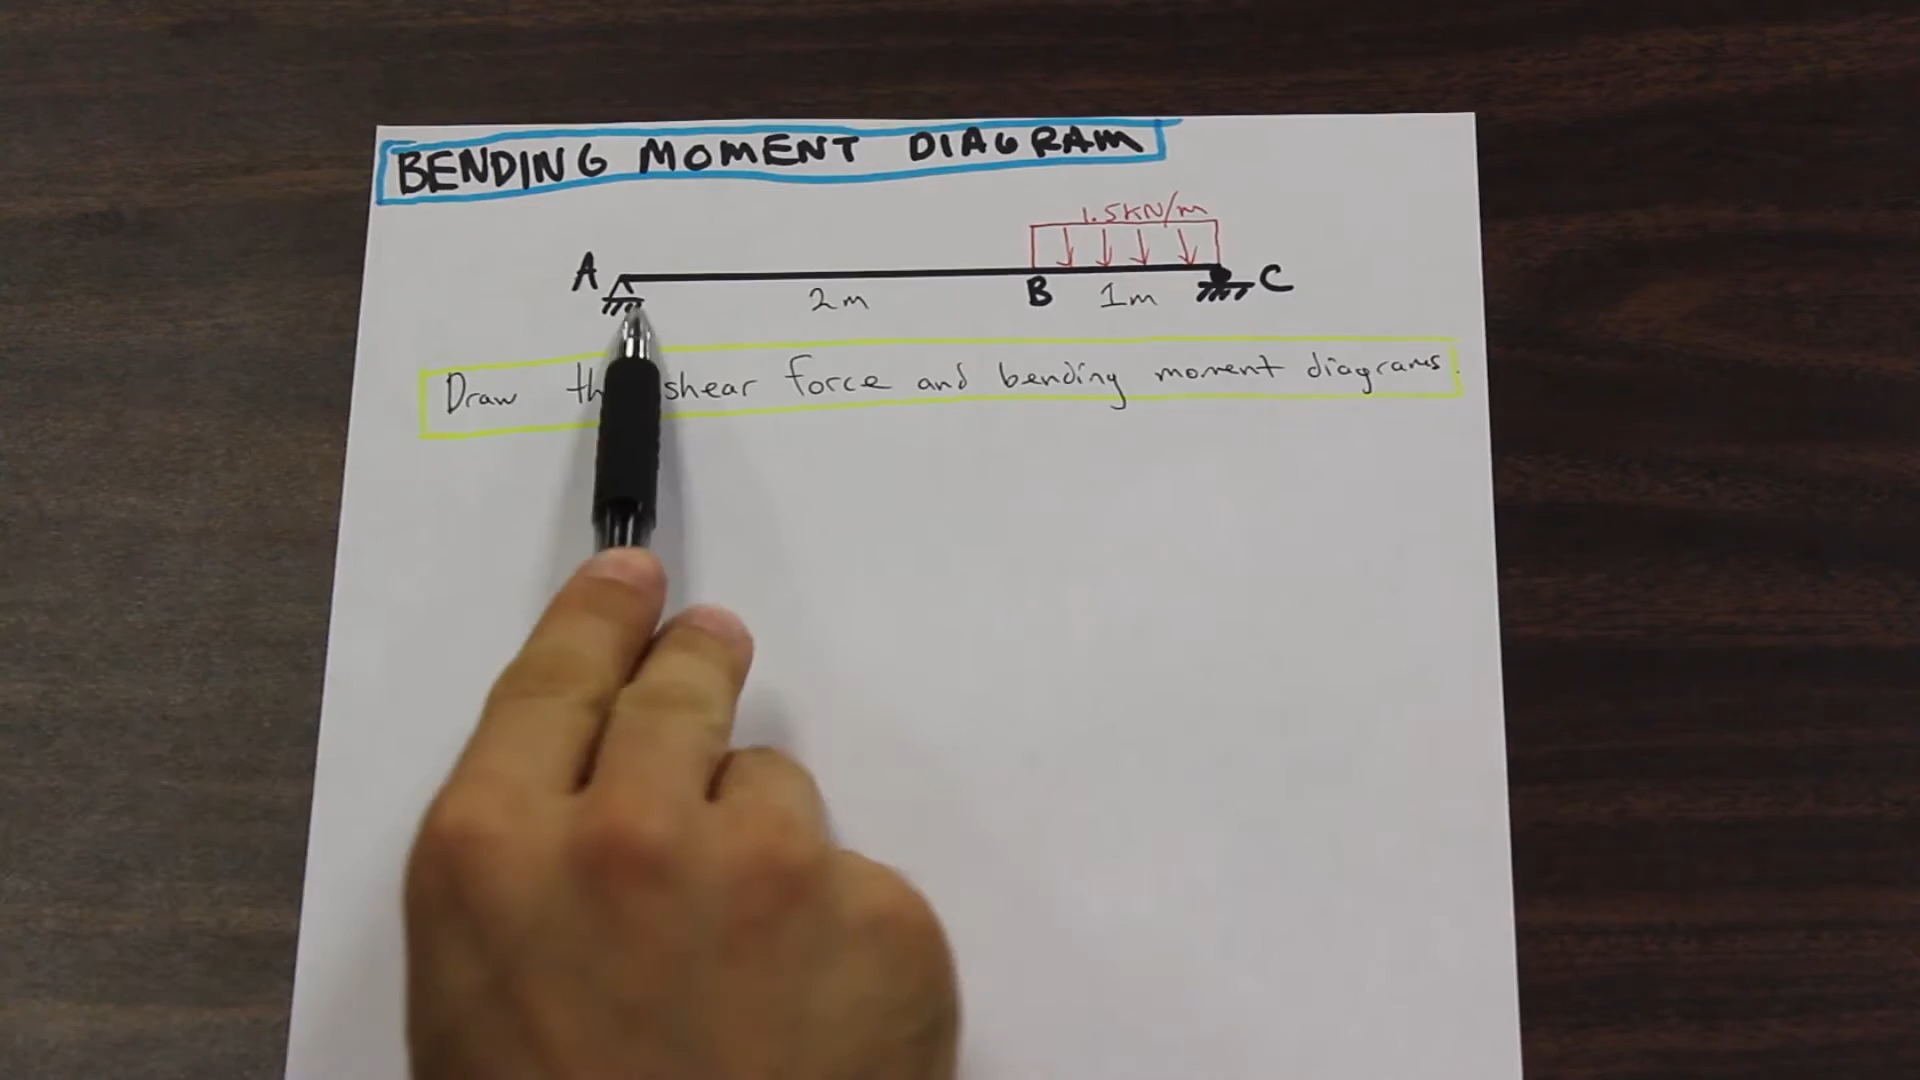 BENDING MOMENT DIAGRAM
1.5KN/m
A
2m
B
1m
C
Draw shear force and bending moment diagrams.